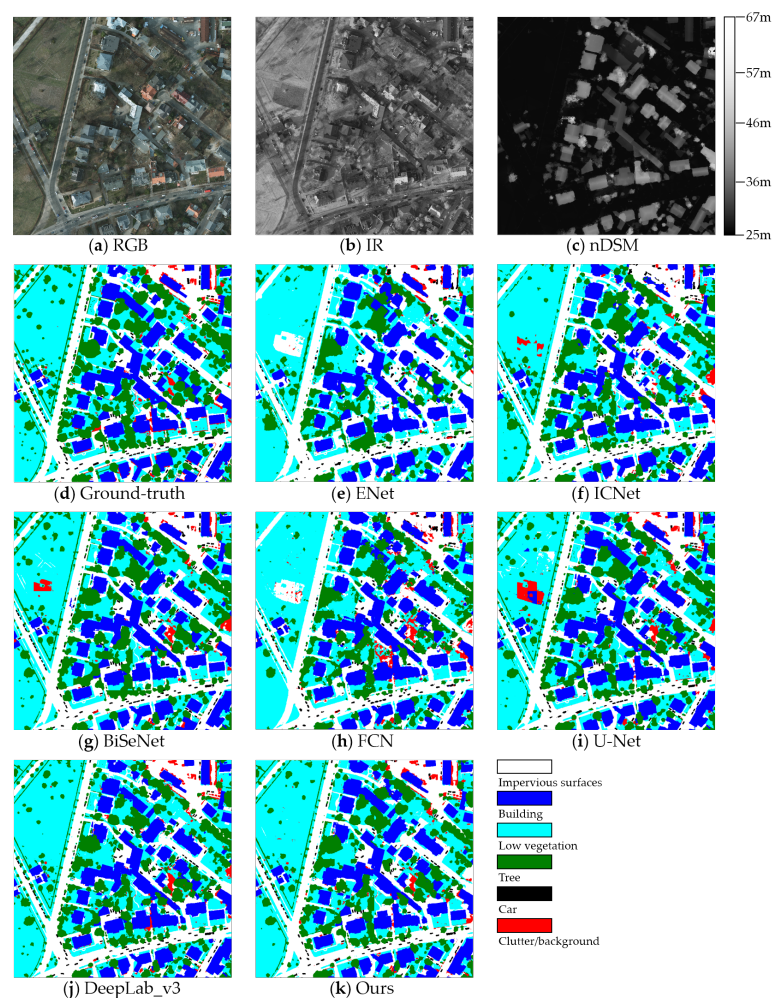 67m
57m
46m
36m
25m
(a) RGB
(b) IR
(c) nDSM
(d) Ground-truth
(e) ENet
(f) ICNet
(g) BiSeNet
(h) FCN
(i) U-Net
Impervious surfaces
Building
Low vegetation
Tree
Car
Clutter/background
(j) DeepLab_v3
(k) Ours